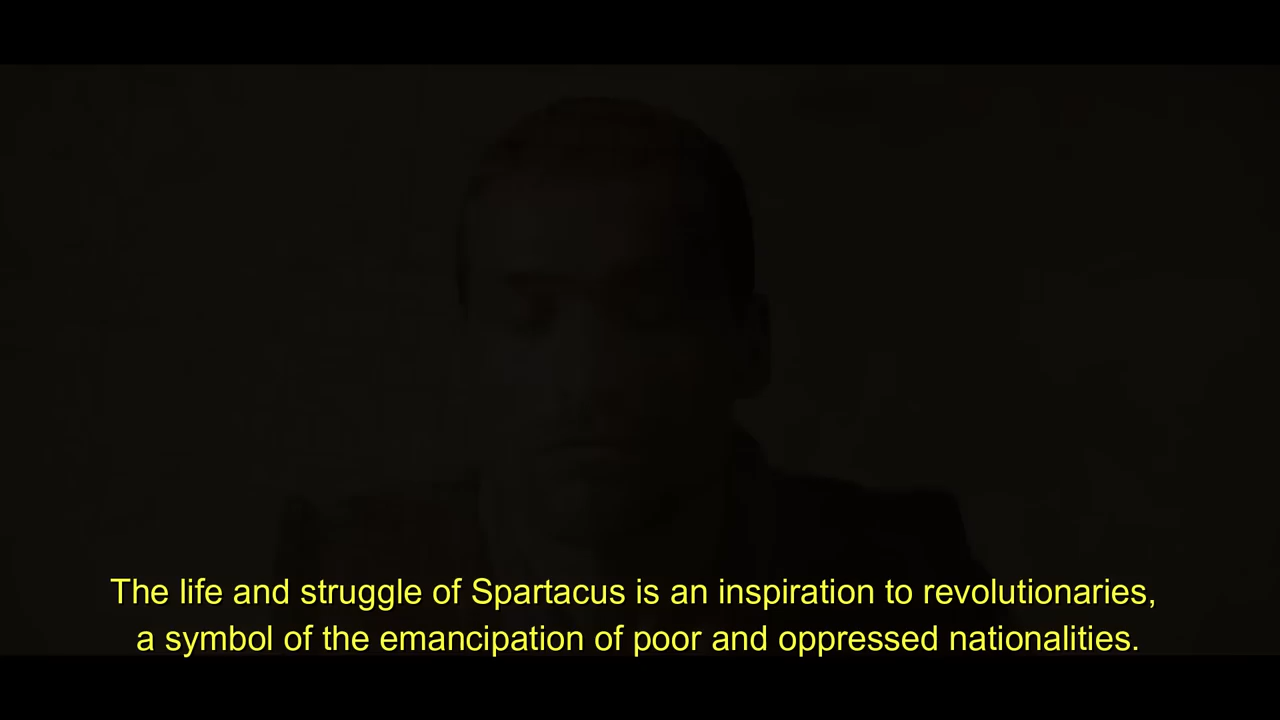 The life and struggle of Spartacus is an inspiration to revolutionaries,
a symbol of the emancipation of poor and oppressed nationalities.